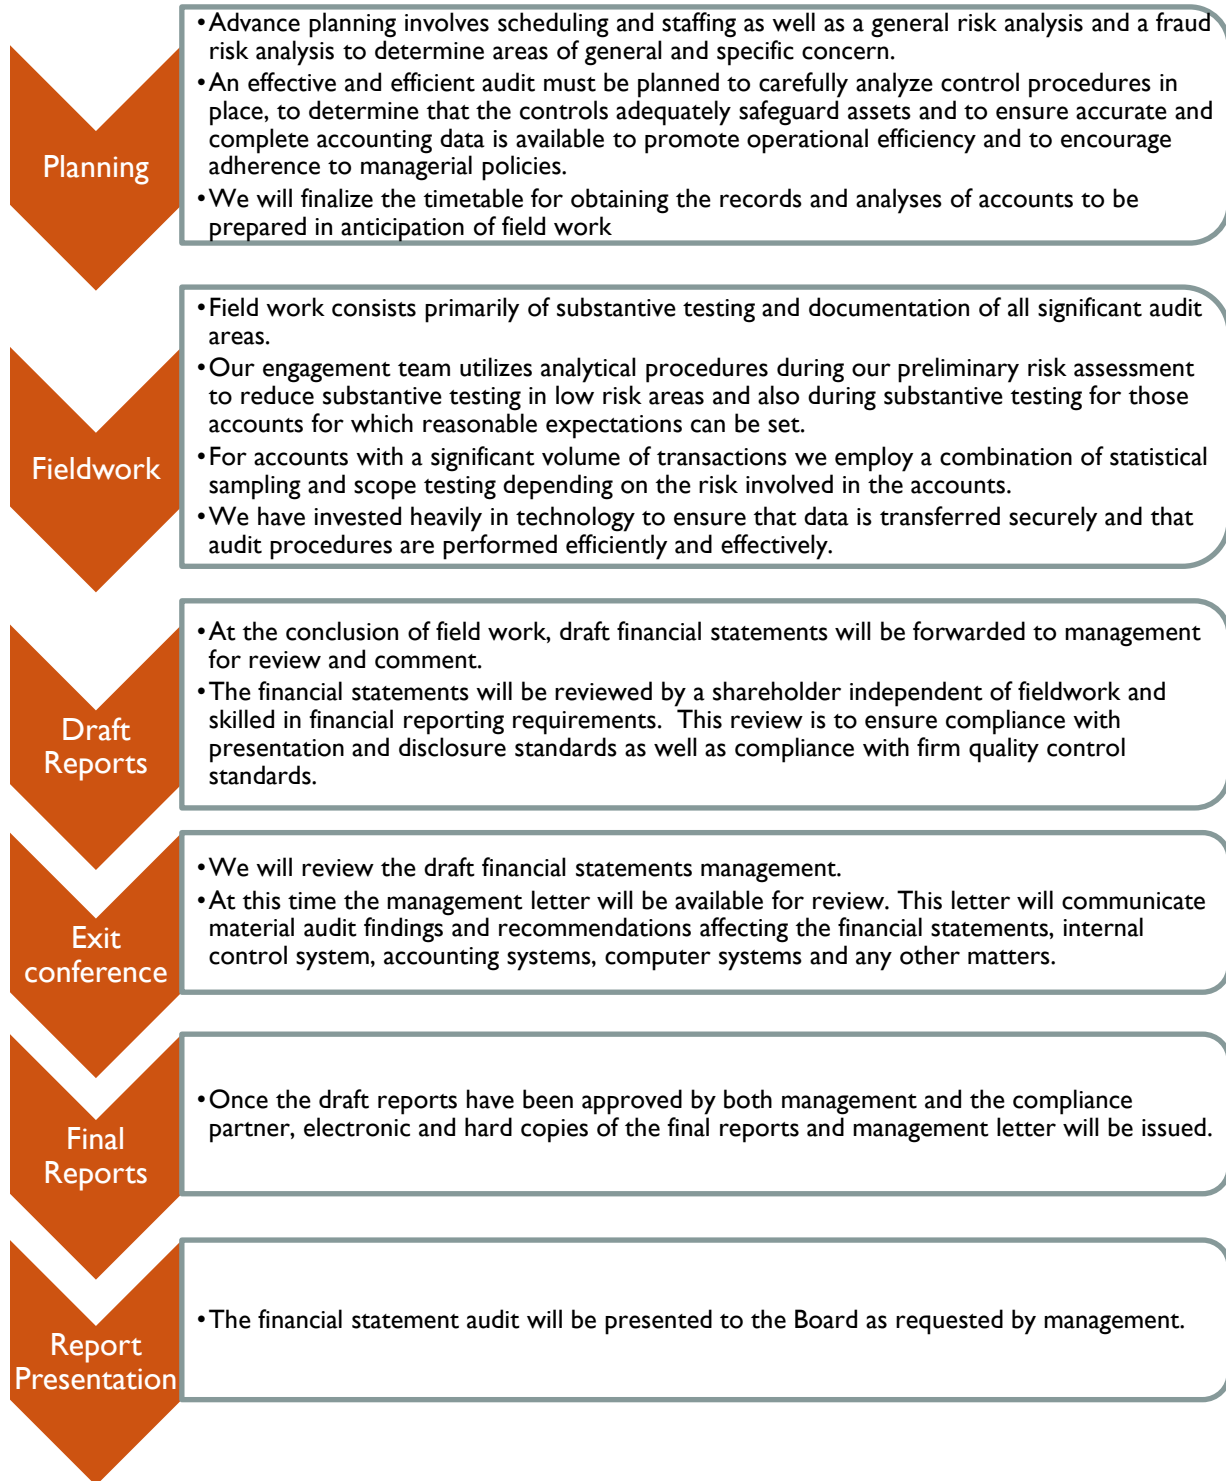 Planning
•Advance planning involves scheduling and staffing as well as a general risk analysis and a fraud
risk analysis to determine areas of general and specific concern.
•An effective and efficient audit must be planned to carefully analyze control procedures in
place, to determine that the controls adequately safeguard assets and to ensure accurate and
complete accounting data is available to promote operational efficiency and to encourage
adherence to managerial policies.
•We will finalize the timetable for obtaining the records and analyses of accounts to be
prepared in anticipation of field work
Fieldwork
•Field work consists primarily of substantive testing and documentation of all significant audit
areas.
•Our engagement team utilizes analytical procedures during our preliminary risk assessment
to reduce substantive testing in low risk areas and also during substantive testing for those
accounts for which reasonable expectations can be set.
•For accounts with a significant volume of transactions we employ a combination of statistical
sampling and scope testing depending on the risk involved in the accounts.
•We have invested heavily in technology to ensure that data is transferred securely and that
audit procedures are performed efficiently and effectively.
Draft
Reports
•At the conclusion of field work, draft financial statements will be forwarded to management
for review and comment.
•The financial statements will be reviewed by a shareholder independent of fieldwork and
skilled in financial reporting requirements.  This review is to ensure compliance with
presentation and disclosure standards as well as compliance with firm quality control
standards.
Exit
conference
•We will review the draft financial statements management.
•At this time the management letter will be available for review. This letter will communicate
material audit findings and recommendations affecting the financial statements, internal
control system, accounting systems, computer systems and any other matters.
Final
Reports
•Once the draft reports have been approved by both management and the compliance
partner, electronic and hard copies of the final reports and management letter will be issued.
Report
Presentation
•The financial statement audit will be presented to the Board as requested by management.